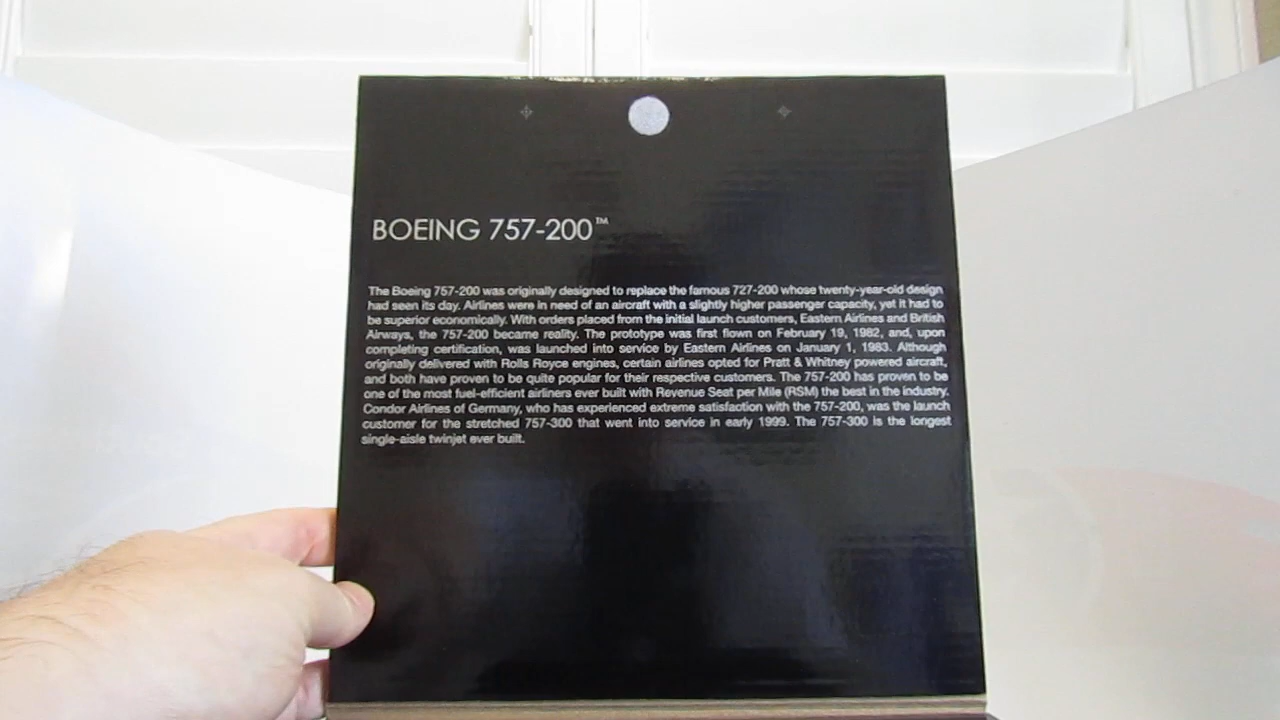 BOEING 757-200™
The Boeing 757-200 was originally designed to replace the famous 727-200 whose twenty-year-old design
had seen its day. Airlines were in need of an aircraft with a slightly higher passenger capacity, yet it had to
be superior economically. With orders placed from the initial launch customers, Eastern Airlines and British
Airways, the 757-200 became reality. The prototype was first flown on February 19, 1982, and, upon
completing certification, was launched into service by Eastern Airlines on January 1, 1983. Although
originally delivered with Rolls Royce engines, certain airlines opted for Pratt & Whitney powered aircraft,
and both have proven to be quite popular for their respective customers. The 757-200 has proven to be
one of the most fuel-efficient airliners ever built with Revenue Seat per Mile (RSM) the best in the industry.
Condor Airlines of Germany, who has experienced extreme satisfaction with the 757-200, was the launch
customer for the stretched 757-300 that went into service in early 1999. The 757-300 is the longest
single-aisle twinjet ever built.